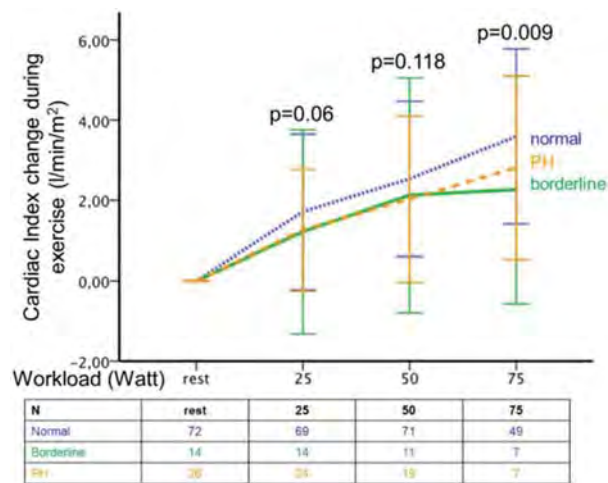 6,00
4,00
2,00
0,00
-2,00
Cardiac Index change during
exercise (l/min/m²)
p=0.06
p=0.118
p=0.009
normal
PH
borderline
Workload (Watt) rest 25 50 75
N rest 25 50 75
Normal 72 69 71 49
Borderline 14 14 11 7
PH 26 24 19 7